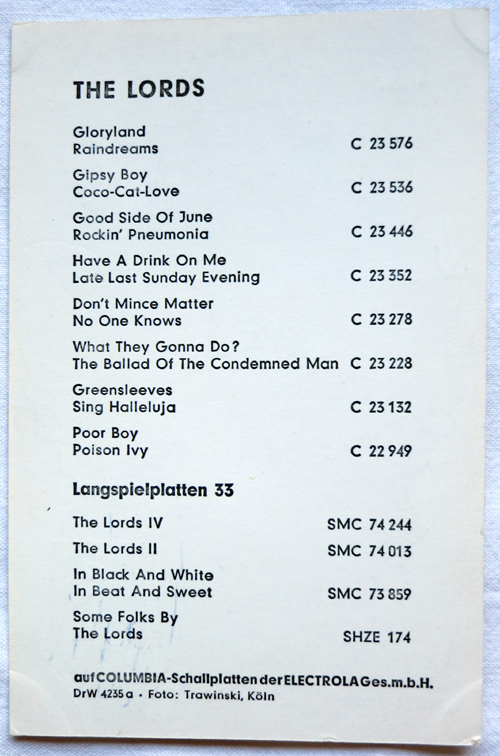 THE LORDS
Gloryland
Raindreams C 23 576
Gipsy Boy
Coco-Cat-Love C 23 536
Good Side Of June
Rockin' Pneumonia C 23 446
Have A Drink On Me
Late Last Sunday Evening C 23 352
Don't Mince Matter
No One Knows C 23 278
What They Gonna Do?
The Ballad Of The Condemned Man C 23 228
Greensleeves
Sing Halleluja C 23 132
Poor Boy
Poison Ivy C 22 949
Langspielplatten 33
The Lords IV SMC 74 244
The Lords II SMC 74 013
In Black And White
In Beat And Sweet SMC 73 859
Some Folks By
The Lords SHZE 174
auf COLUMBIA-Schallplatten der ELECTROLA Ges.m.b.H.
DrW 4235 a • Foto: Trawinski, Köln